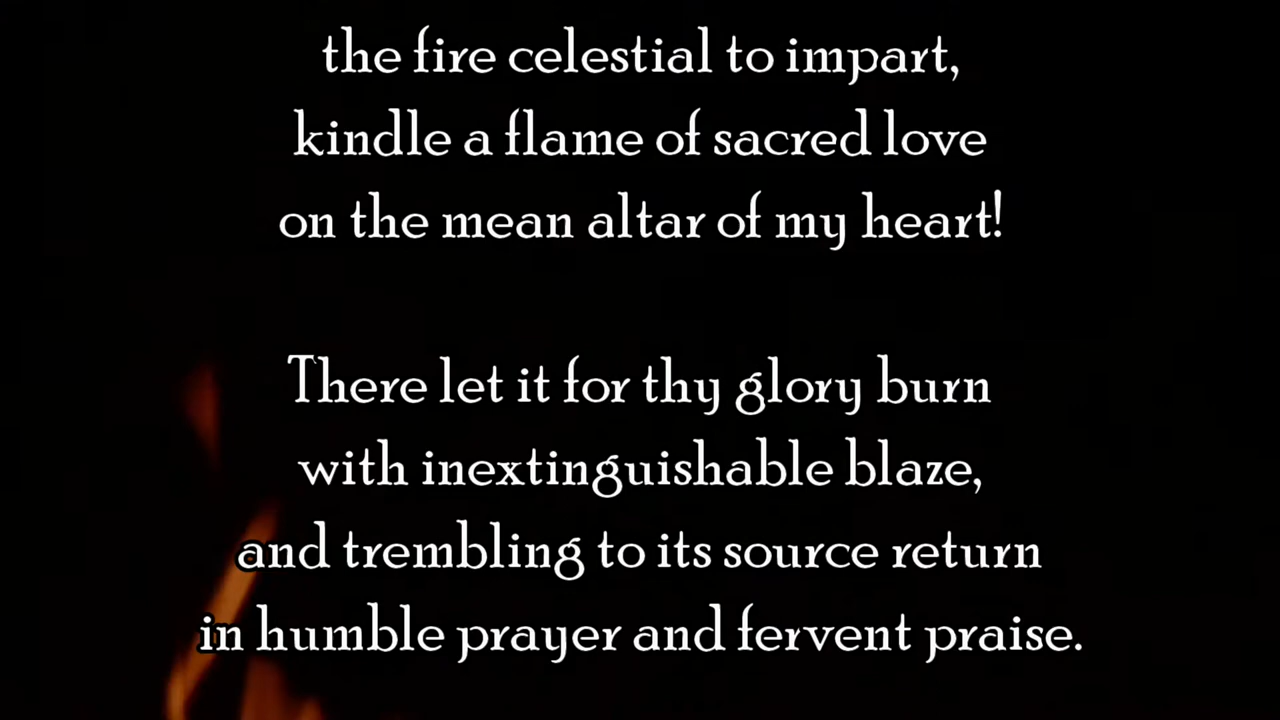 the fire celestial to impart,
kindle a flame of sacred love
on the mean altar of my heart!
There let it for thy glory burn
with inextinguishable blaze,
and trembling to its source return
in humble prayer and fervent praise.